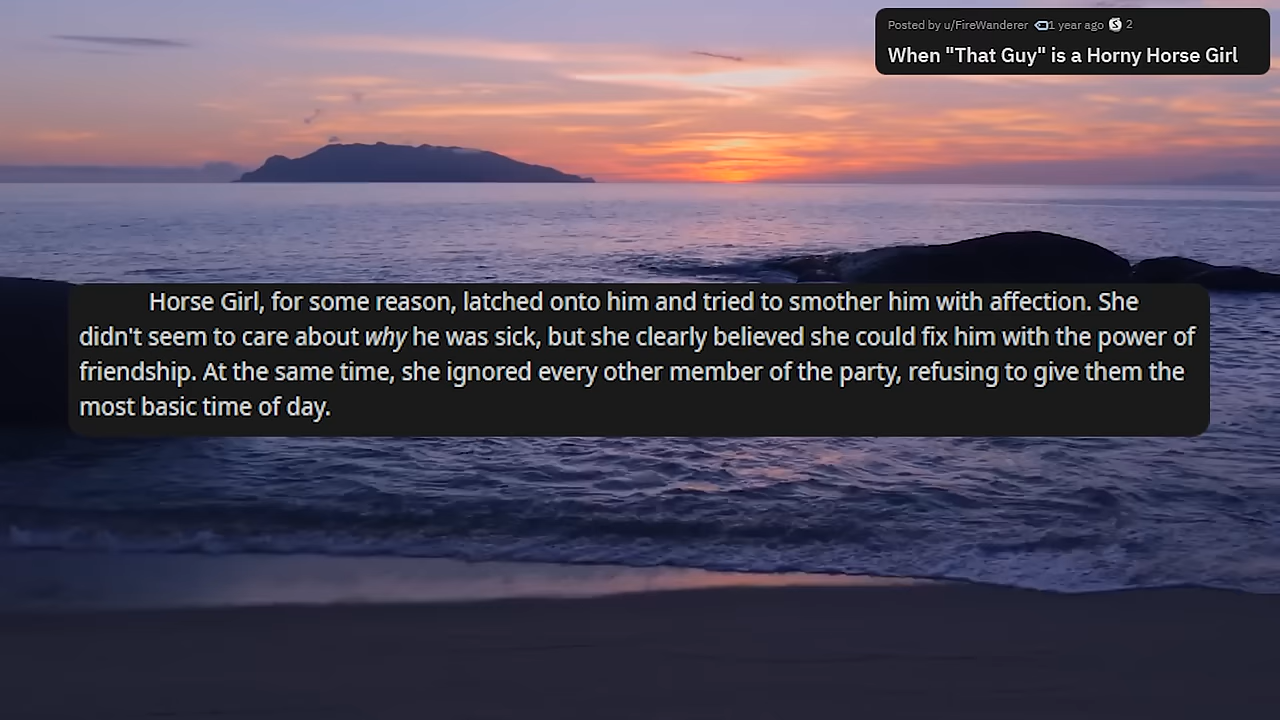 Posted by u/FireWanderer 1 year ago 2
When "That Guy" is a Horny Horse Girl
Horse Girl, for some reason, latched onto him and tried to smother him with affection. She
didn't seem to care about why he was sick, but she clearly believed she could fix him with the power of
friendship. At the same time, she ignored every other member of the party, refusing to give them the
most basic time of day.